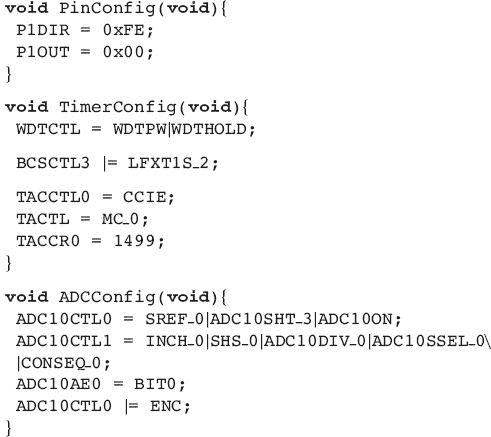 void PinConfig(void){
P1DIR = 0xFE;
P1OUT = 0x00;
}
void TimerConfig(void){
WDTCTL = WDTPW|WDTHOLD;
BCSCTL3 |= LFXT1S_2;
TACCTL0 = CCIE;
TACTL = MC_0;
TACCR0 = 1499;
}
void ADCConfig(void){
ADC10CTL0 = SREF_0|ADC10SHT_3|ADC10ON;
ADC10CTL1 = INCH_0|SHS_0|ADC10DIV_0|ADC10SSEL_0\
|CONSEQ_0;
ADC10AE0 = BIT0;
ADC10CTL0 |= ENC;
}